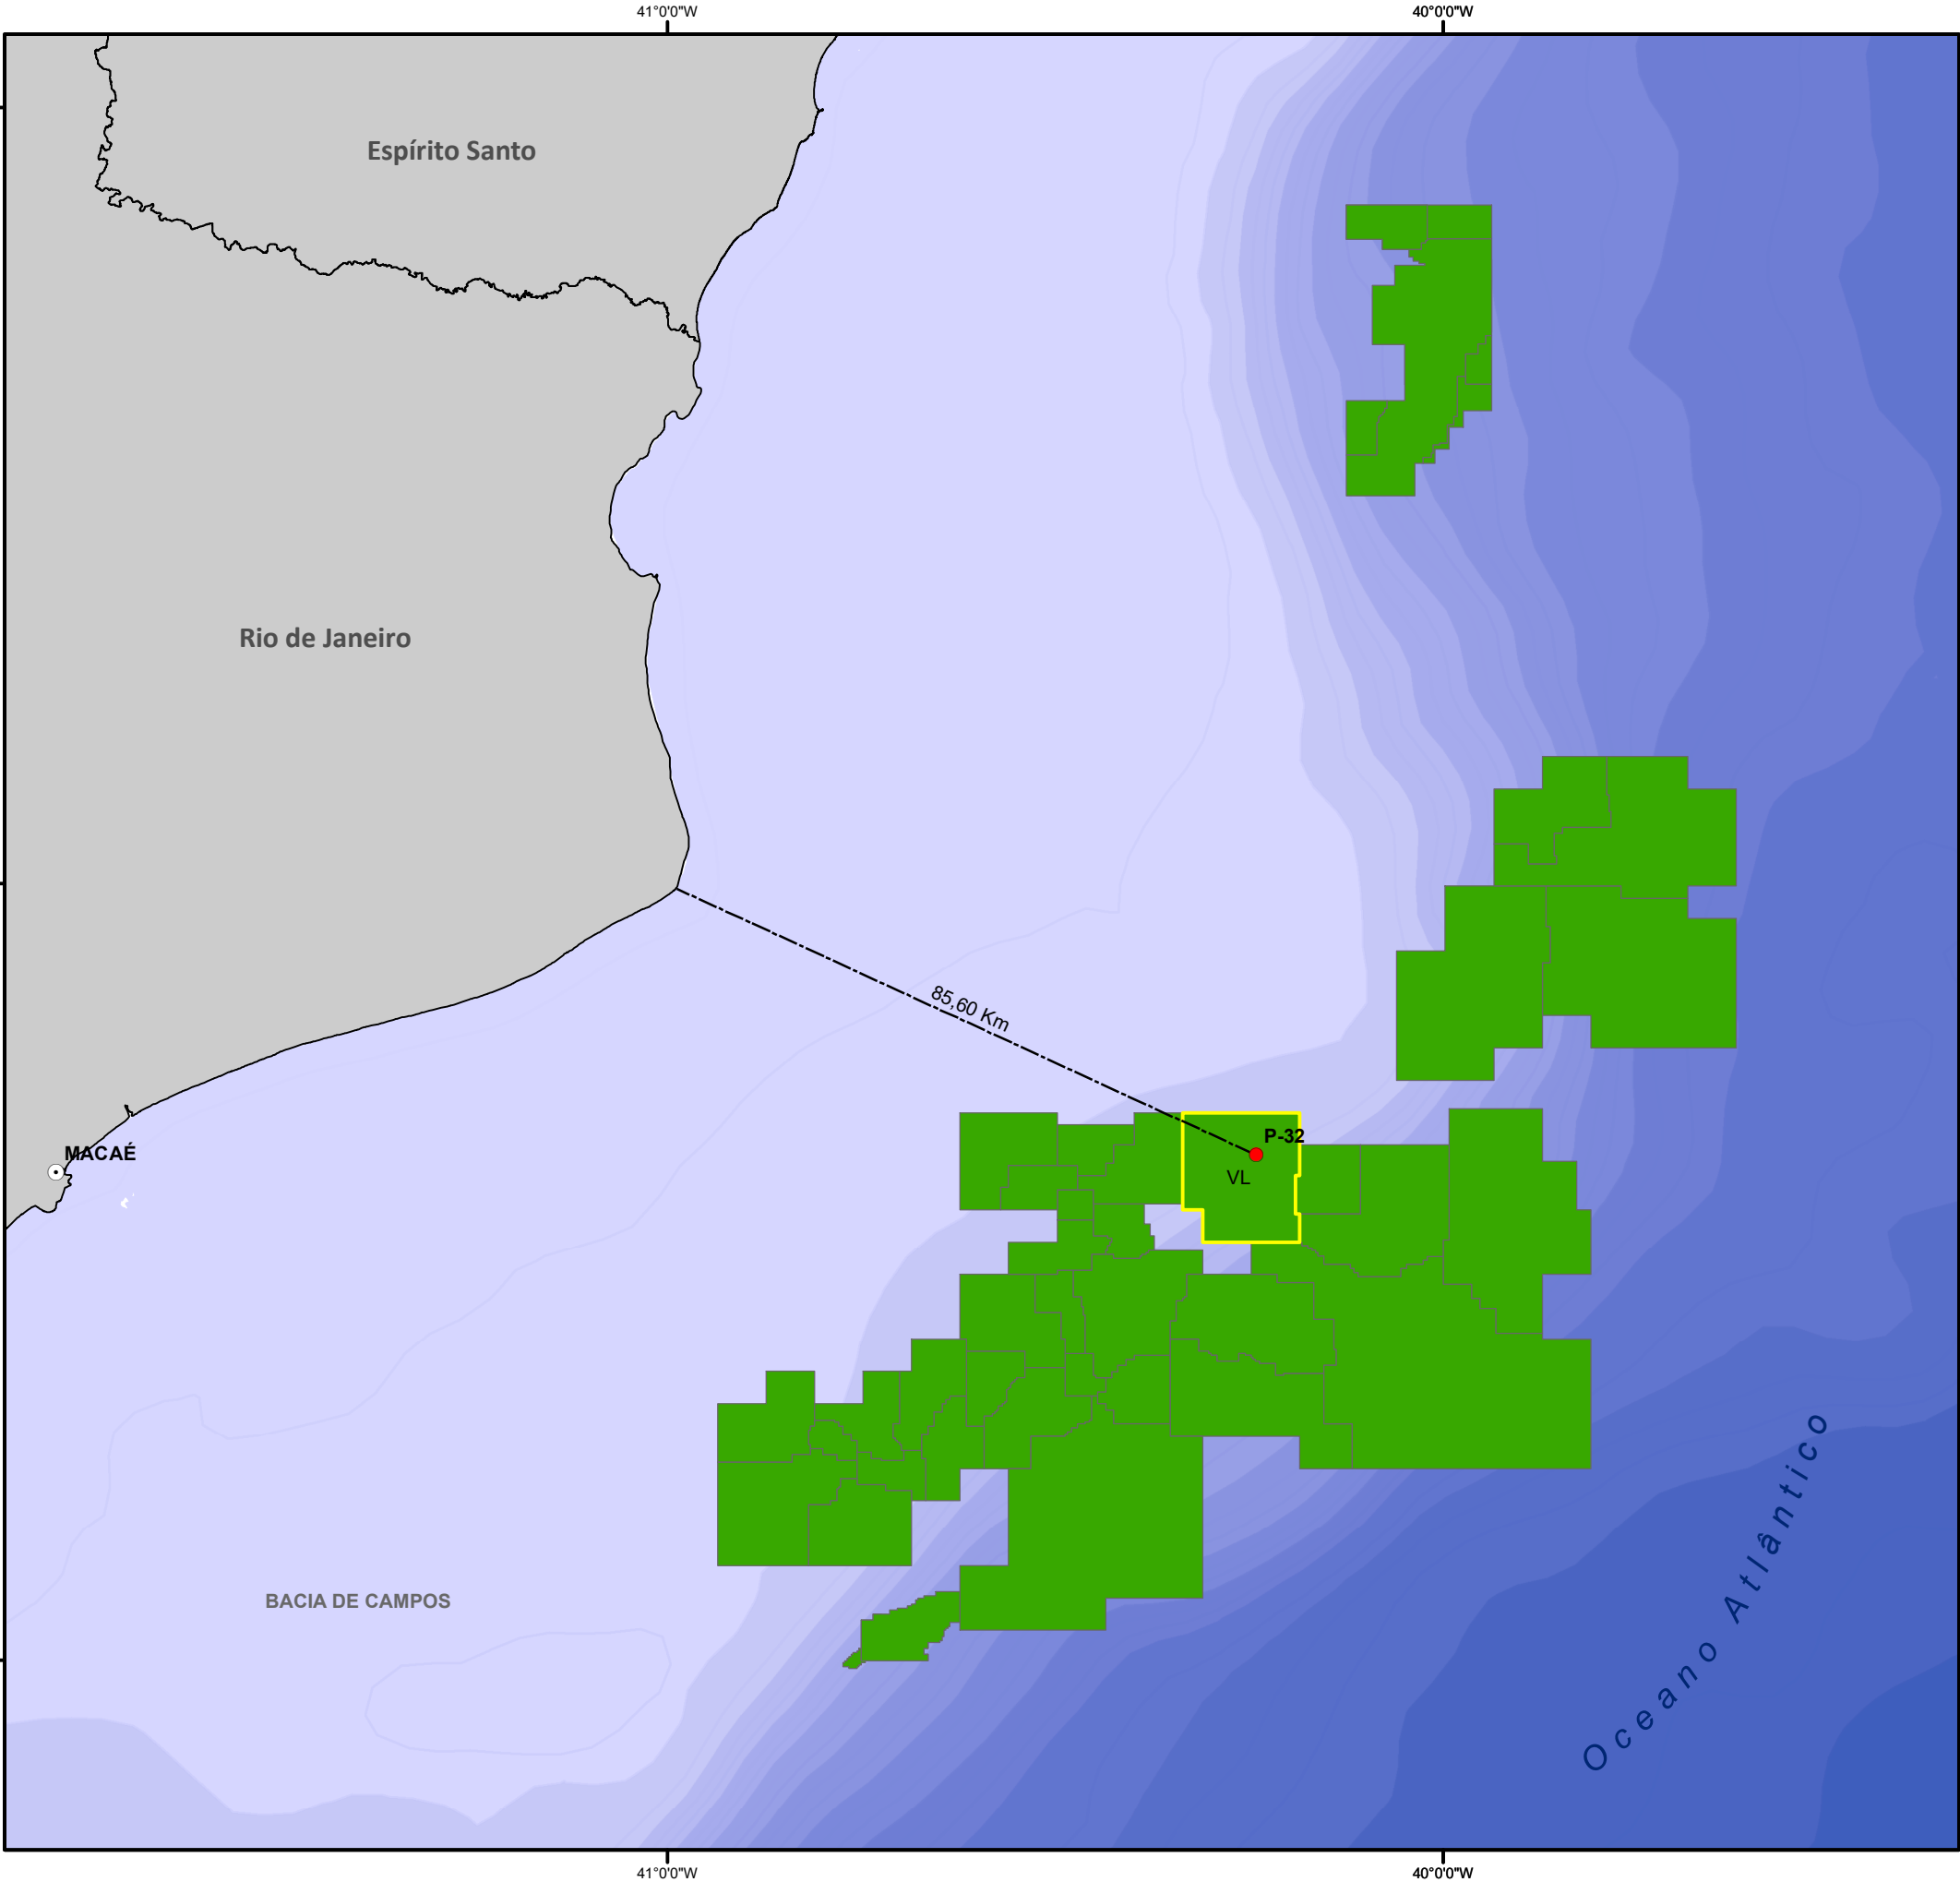 41°0'0"W
40°0'0"W
Espírito Santo
Rio de Janeiro
85,60 Km
P-32
MACAÉ
VL
BACIA DE CAMPOS
Oceano Atlântico
41°0'0"W
40°0'0"W